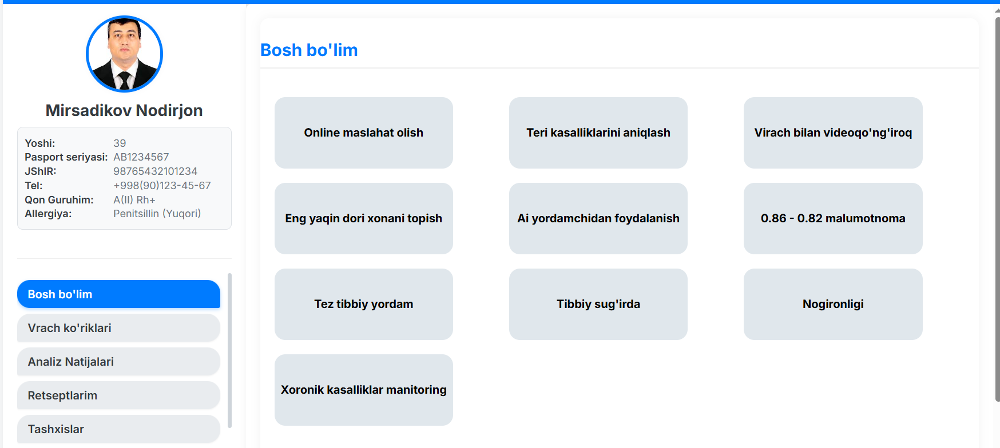 Mirsadikov Nodirjon
Yoshi: 39
Pasport seriyasi: AB1234567
JShIR: 98765432101234
Tel: +998(90)123-45-67
Qon Guruhim: A(II) Rh+
Allergiya: Penitsillin (Yuqori)
Bosh bo'lim
Vrach ko'riklari
Analiz Natijalari
Retseptlarim
Tashxislar
Bosh bo'lim
Online maslahat olish
Teri kasalliklarini aniqlash
Virach bilan videoqo'ng'iroq
Eng yaqin dori xonani topish
Ai yordamchidan foydalanish
0.86 - 0.82 malumotnoma
Tez tibbiy yordam
Tibbiy sug'irda
Nogironligi
Xoronik kasalliklar manitoring